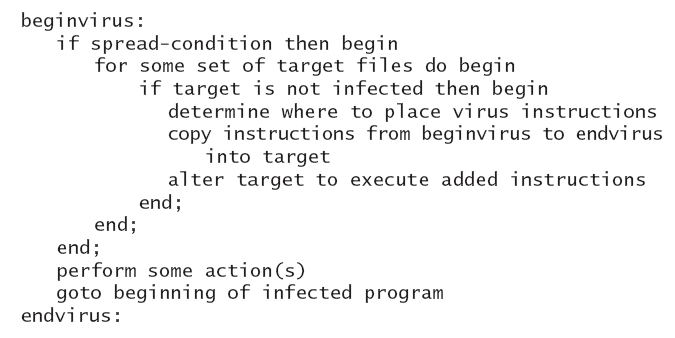 beginvirus:
if spread-condition then begin
for some set of target files do begin
if target is not infected then begin
determine where to place virus instructions
copy instructions from beginvirus to endvirus
into target
alter target to execute added instructions
end;
end;
end;
perform some action(s)
goto beginning of infected program
endvirus: